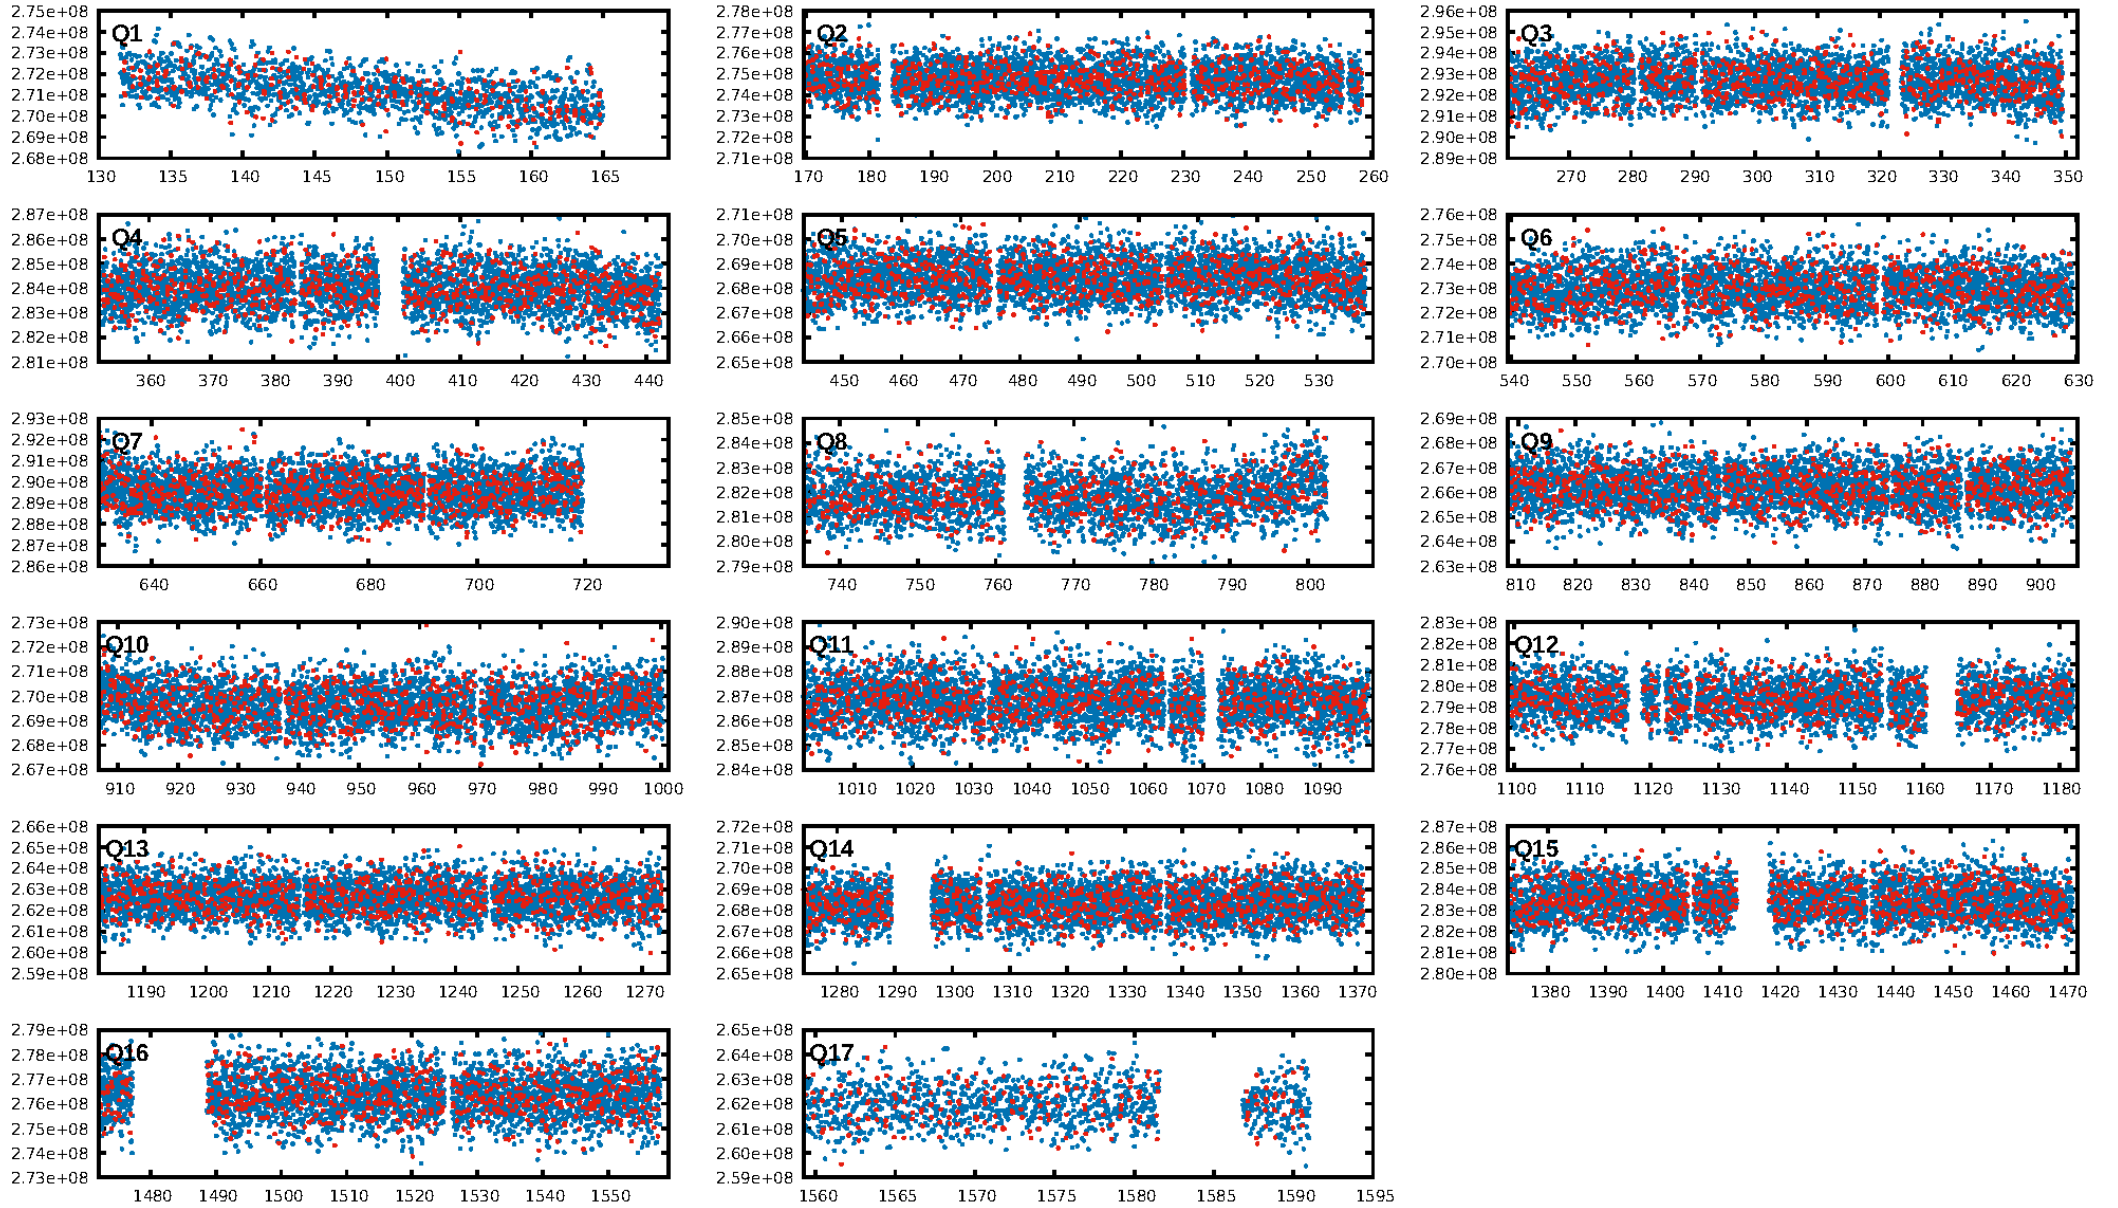 2.75e+08 2.74e+08 2.73e+08 2.72e+08 2.71e+08 2.70e+08 2.69e+08 2.68e+08
Q1
130 135 140 145 150 155 160 165
2.78e+08 2.77e+08 2.76e+08 2.75e+08 2.74e+08 2.73e+08 2.72e+08 2.71e+08
Q2
170 180 190 200 210 220 230 240 250 260
2.96e+08 2.95e+08 2.94e+08 2.93e+08 2.92e+08 2.91e+08 2.90e+08 2.89e+08
Q3
270 280 290 300 310 320 330 340 350
2.87e+08 2.86e+08 2.85e+08 2.84e+08 2.83e+08 2.82e+08 2.81e+08
Q4
360 370 380 390 400 410 420 430 440
2.71e+08 2.70e+08 2.69e+08 2.68e+08 2.67e+08 2.66e+08 2.65e+08
Q5
450 460 470 480 490 500 510 520 530
2.76e+08 2.75e+08 2.74e+08 2.73e+08 2.72e+08 2.71e+08 2.70e+08
Q6
540 550 560 570 580 590 600 610 620 630
2.93e+08 2.92e+08 2.91e+08 2.90e+08 2.89e+08 2.88e+08 2.87e+08 2.86e+08
Q7
640 660 680 700 720
2.85e+08 2.84e+08 2.83e+08 2.82e+08 2.81e+08 2.80e+08 2.79e+08
Q8
740 750 760 770 780 790 800
2.69e+08 2.68e+08 2.67e+08 2.66e+08 2.65e+08 2.64e+08 2.63e+08
Q9
810 820 830 840 850 860 870 880 890 900
2.73e+08 2.72e+08 2.71e+08 2.70e+08 2.69e+08 2.68e+08 2.67e+08
Q10
910 920 930 940 950 960 970 980 990 1000
2.90e+08 2.89e+08 2.88e+08 2.87e+08 2.86e+08 2.85e+08 2.84e+08
Q11
1010 1020 1030 1040 1050 1060 1070 1080 1090
2.83e+08 2.82e+08 2.81e+08 2.80e+08 2.79e+08 2.78e+08 2.77e+08 2.76e+08
Q12
1100 1110 1120 1130 1140 1150 1160 1170 1180
2.66e+08 2.65e+08 2.64e+08 2.63e+08 2.62e+08 2.61e+08 2.60e+08 2.59e+08
Q13
1190 1200 1210 1220 1230 1240 1250 1260 1270
2.72e+08 2.71e+08 2.70e+08 2.69e+08 2.68e+08 2.67e+08 2.66e+08 2.65e+08
Q14
1280 1290 1300 1310 1320 1330 1340 1350 1360 1370
2.87e+08 2.86e+08 2.85e+08 2.84e+08 2.83e+08 2.82e+08 2.81e+08 2.80e+08
Q15
1380 1390 1400 1410 1420 1430 1440 1450 1460 1470
2.79e+08 2.78e+08 2.77e+08 2.76e+08 2.75e+08 2.74e+08 2.73e+08
Q16
1480 1490 1500 1510 1520 1530 1540 1550
2.65e+08 2.64e+08 2.63e+08 2.62e+08 2.61e+08 2.60e+08 2.59e+08
Q17
1560 1565 1570 1575 1580 1585 1590 1595